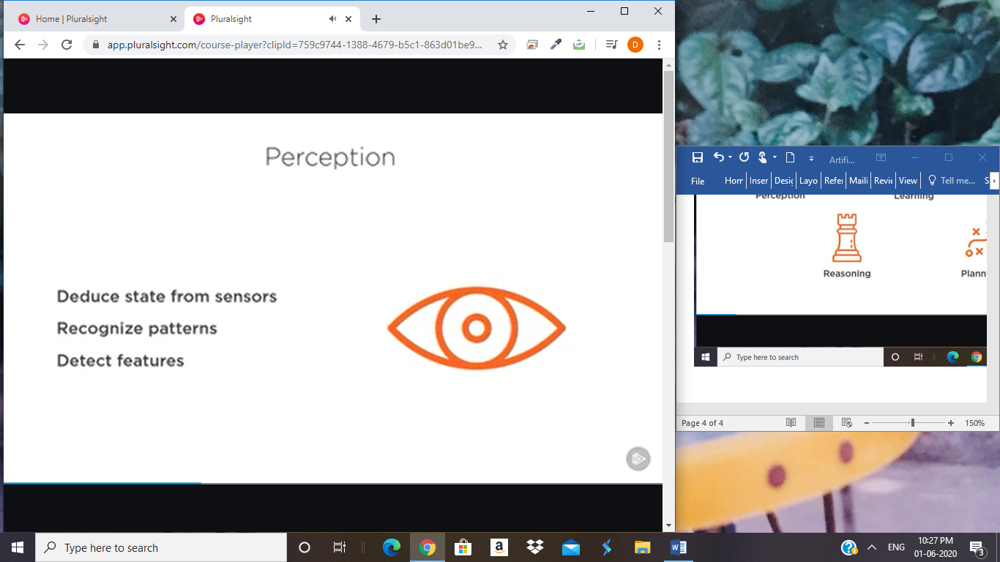 Home | Pluralsight
Pluralsight
app.pluralsight.com/course-player?clipId=759c9744-1388-4679-b5c1-863d01be9...
D
Perception
Deduce state from sensors
Recognize patterns
Detect features
Artifi...
File Hom Inser Desig Layo Refer Maili Revie View Tell me... S
Perception Learning
Reasoning Plann
Type here to search
Page 4 of 4 150%
Type here to search
ENG 10:27 PM
01-06-2020
3